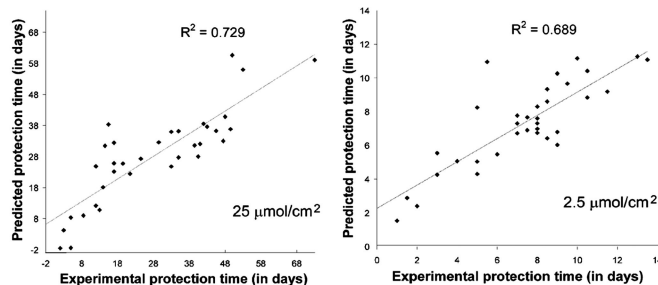 R² = 0.729
Predicted protection time (in days)
68
58
48
38
28
18
8
-2
25 µmol/cm²
-2 8 18 28 38 48 58 68
Experimental protection time (in days)
R² = 0.689
Predicted protection time (in days)
14
12
10
8
6
4
2
0
2.5 µmol/cm²
0 2 4 6 8 10 12 14
Experimental protection time (in days)